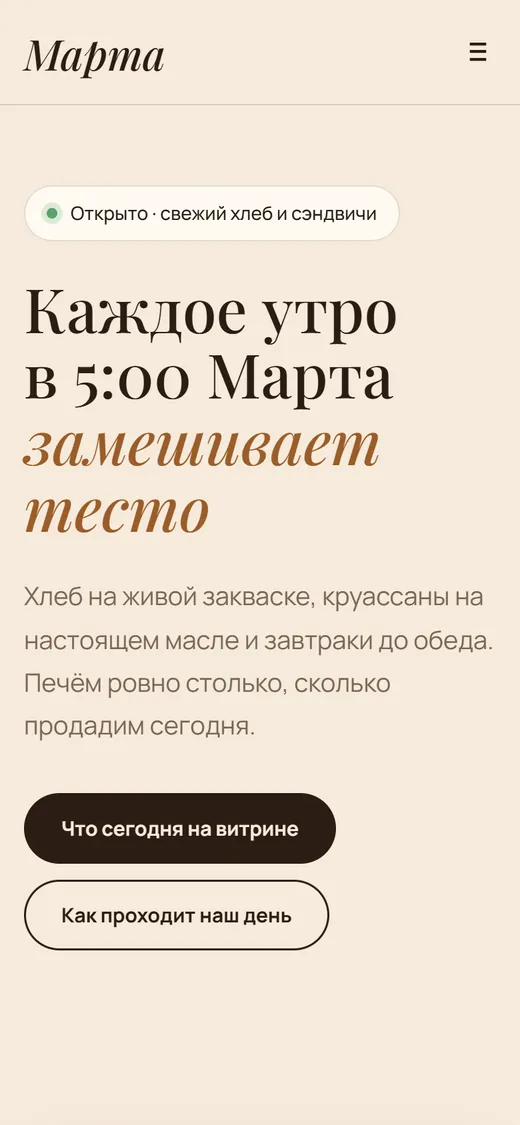 Марта
Открыто · свежий хлеб и сэндвичи
Каждое утро
в 5:00 Марта
замешивает
тесто
Хлеб на живой закваске, круассаны на
настоящем масле и завтраки до обеда.
Печём ровно столько, сколько
продадим сегодня.
Что сегодня на витрине
Как проходит наш день